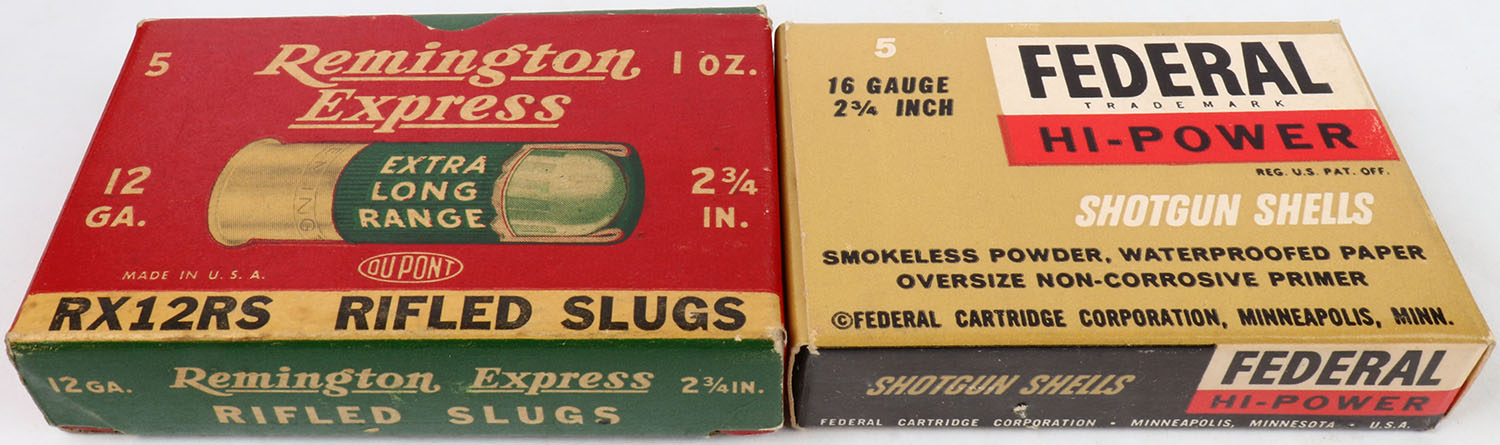 5
Remington
Express
1 OZ.
12
GA.
EXTRA
LONG
RANGE
2¾
IN.
MADE IN U. S. A.
DU PONT
RX12RS RIFLED SLUGS
12 GA. Remington Express 2¾ IN.
RIFLED SLUGS
5
16 GAUGE
2¾ INCH
FEDERAL
TRADEMARK
HI-POWER
REG. U.S. PAT. OFF.
SHOTGUN SHELLS
SMOKELESS POWDER, WATERPROOFED PAPER
OVERSIZE NON-CORROSIVE PRIMER
©FEDERAL CARTRIDGE CORPORATION, MINNEAPOLIS, MINN.
SHOTGUN SHELLS
FEDERAL
HI-POWER
FEDERAL CARTRIDGE CORPORATION • MINNEAPOLIS, MINNESOTA • U.S.A.